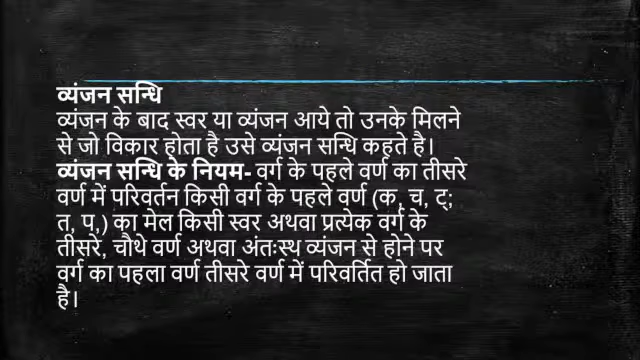 व्यंजन सन्धि
व्यंजन के बाद स्वर या व्यंजन आये तो उनके मिलने
से जो विकार होता है उसे व्यंजन सन्धि कहते है।
व्यंजन सन्धि के नियम- वर्ग के पहले वर्ण का तीसरे
वर्ण में परिवर्तन किसी वर्ग के पहले वर्ण (क, च, ट्;
त, प,) का मेल किसी स्वर अथवा प्रत्येक वर्ग के
तीसरे, चौथे वर्ण अथवा अंतःस्थ व्यंजन से होने पर
वर्ग का पहला वर्ण तीसरे वर्ण में परिवर्तित हो जाता
है।